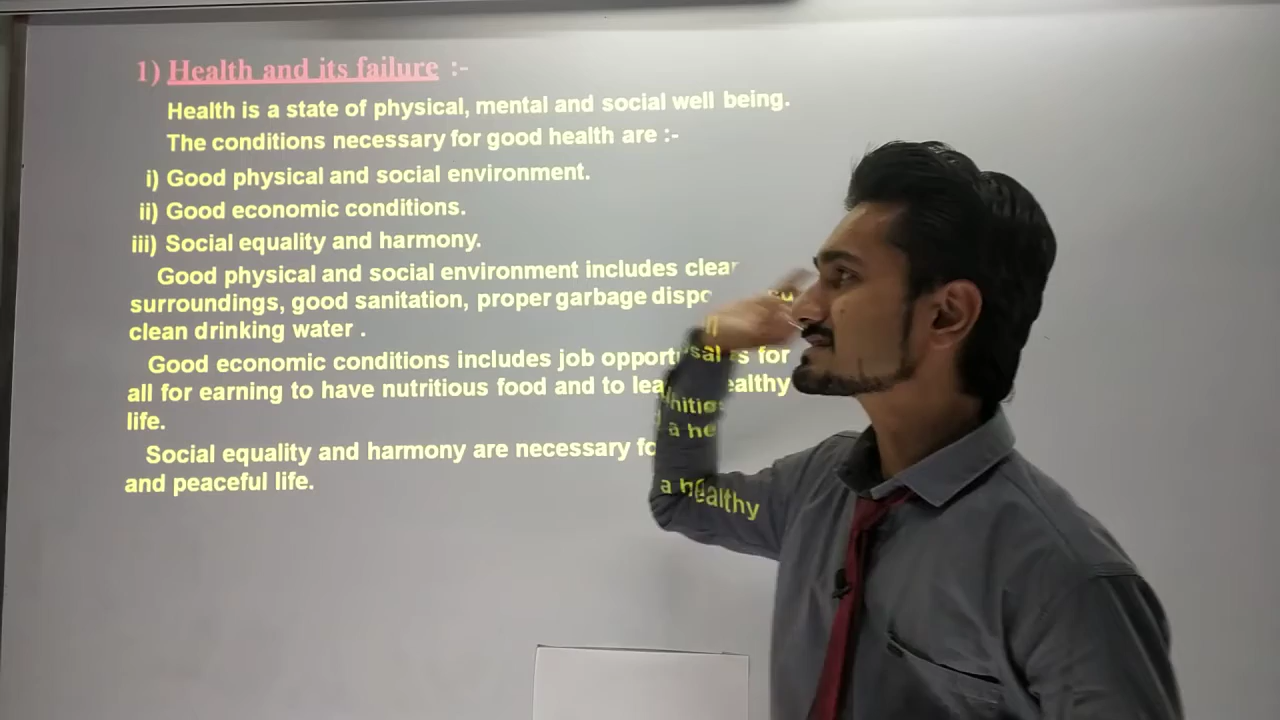 1) Health and its failure :-
Health is a state of physical, mental and social well being.
The conditions necessary for good health are :-
i) Good physical and social environment.
ii) Good economic conditions.
iii) Social equality and harmony.
Good physical and social environment includes clean
surroundings, good sanitation, proper garbage disposal
clean drinking water .
Good economic conditions includes job opportunities for
all for earning to have nutritious food and to lead a healthy
life.
Social equality and harmony are necessary for a healthy
and peaceful life.